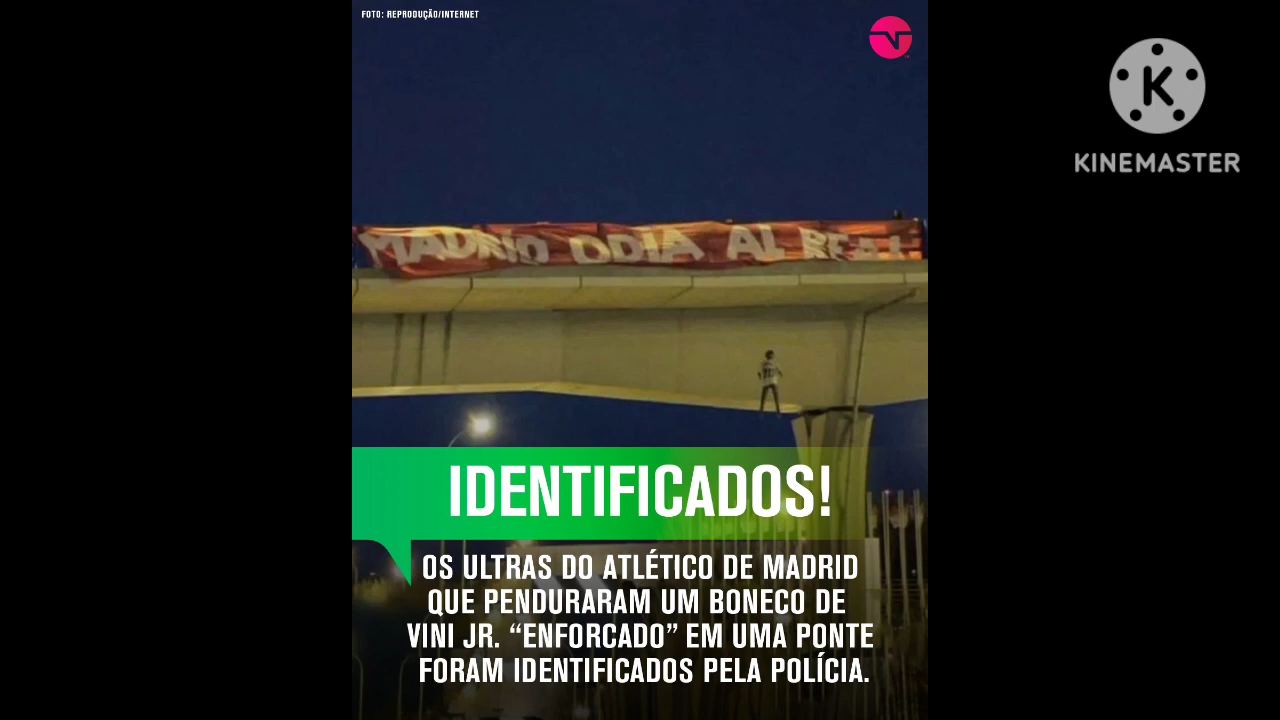 FOTO: REPRODUÇÃO/INTERNET
KINEMASTER
MADRID ODIA AL REAL
IDENTIFICADOS!
OS ULTRAS DO ATLÉTICO DE MADRID
QUE PENDURARAM UM BONECO DE
VINI JR. “ENFORCADO” EM UMA PONTE
FORAM IDENTIFICADOS PELA POLÍCIA.